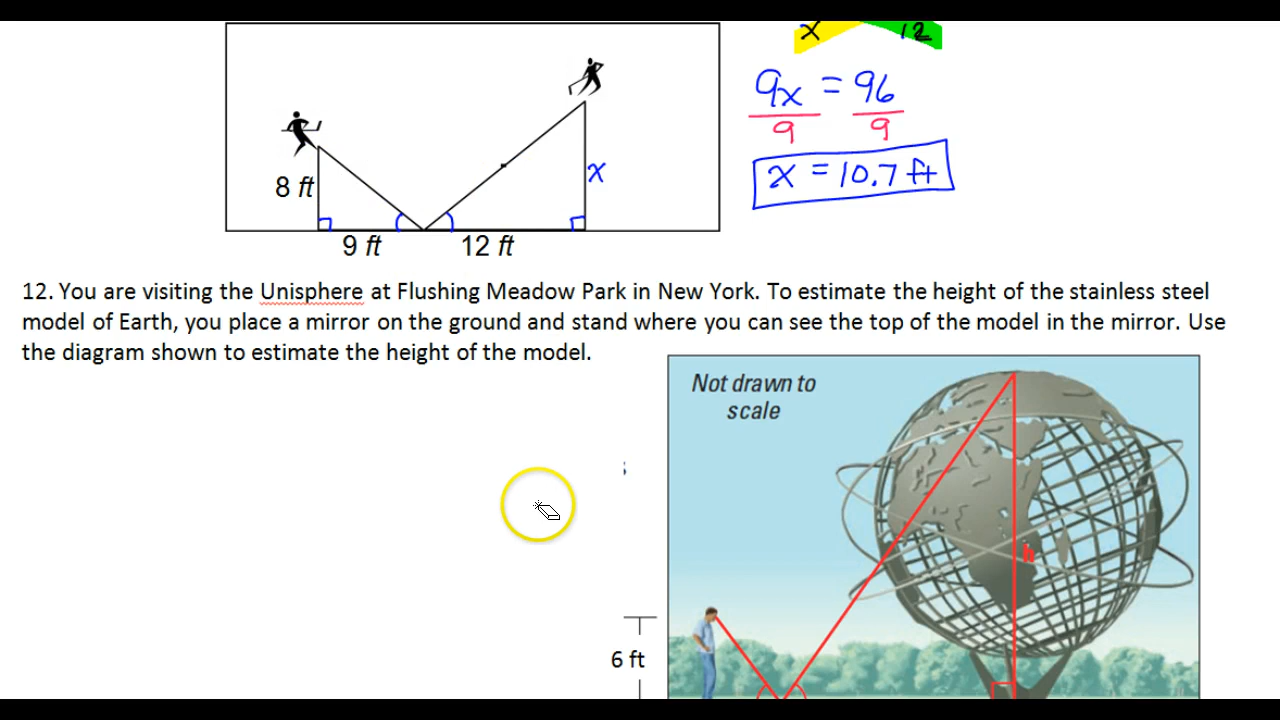 x 12
9x = 96
9 9
x = 10.7 ft
8 ft
x
9 ft 12 ft
12. You are visiting the Unisphere at Flushing Meadow Park in New York. To estimate the height of the stainless steel
model of Earth, you place a mirror on the ground and stand where you can see the top of the model in the mirror. Use
the diagram shown to estimate the height of the model.
Not drawn to
scale
h
6 ft